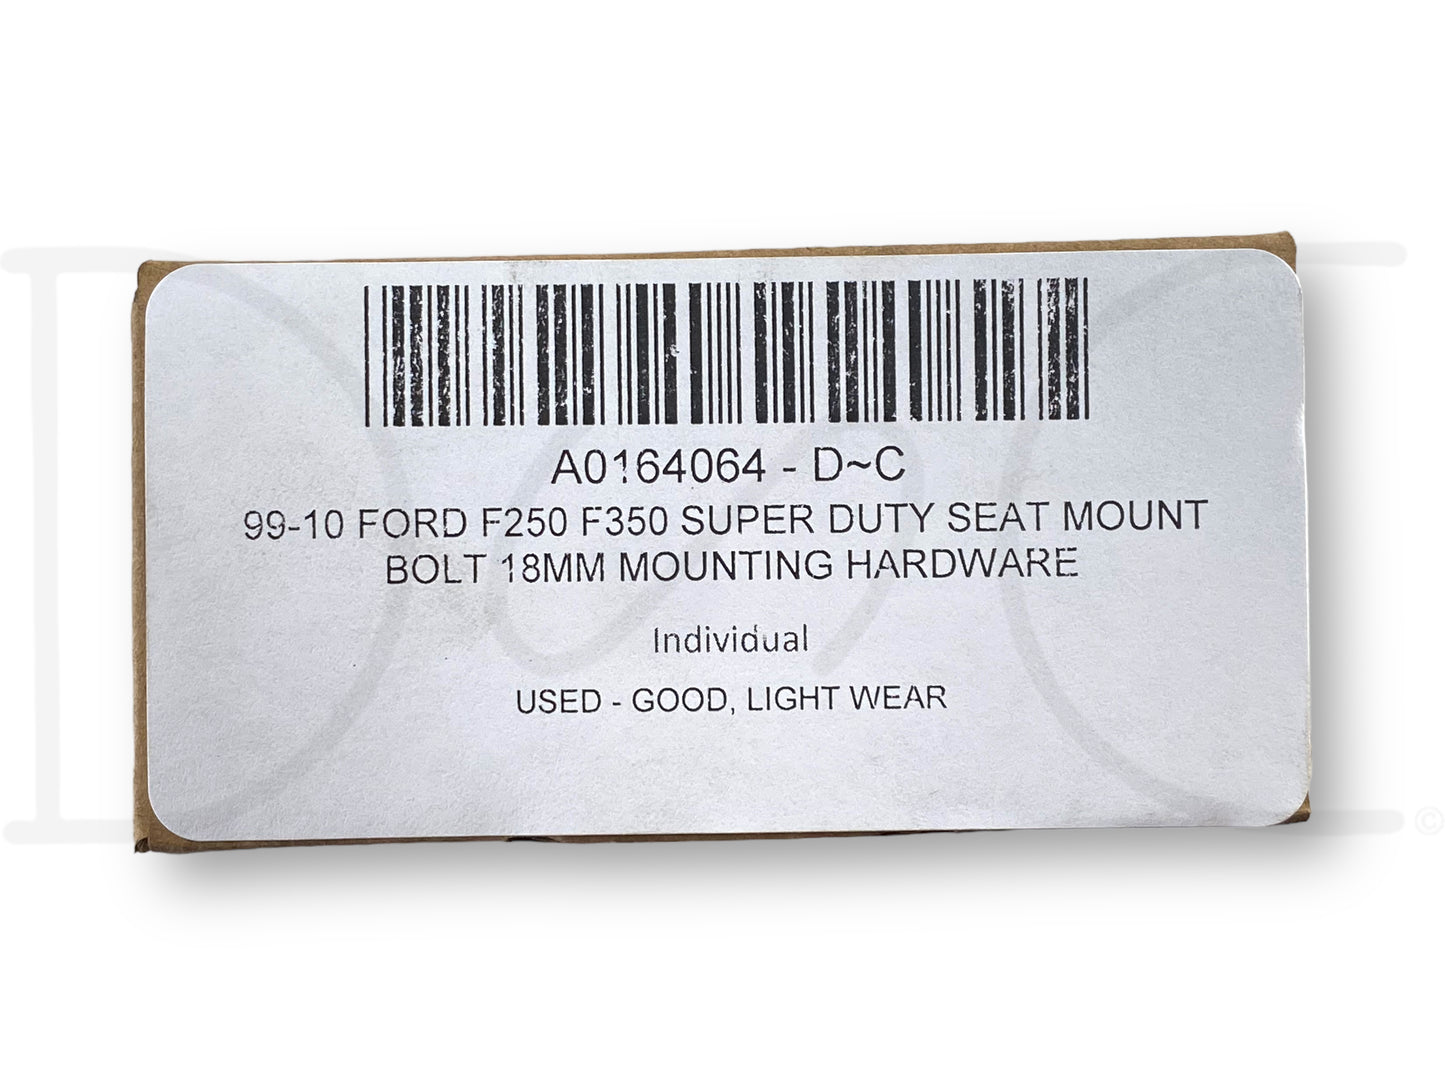 A0164064 - D~C
99-10 FORD F250 F350 SUPER DUTY SEAT MOUNT
BOLT 18MM MOUNTING HARDWARE
Individual
USED - GOOD, LIGHT WEAR